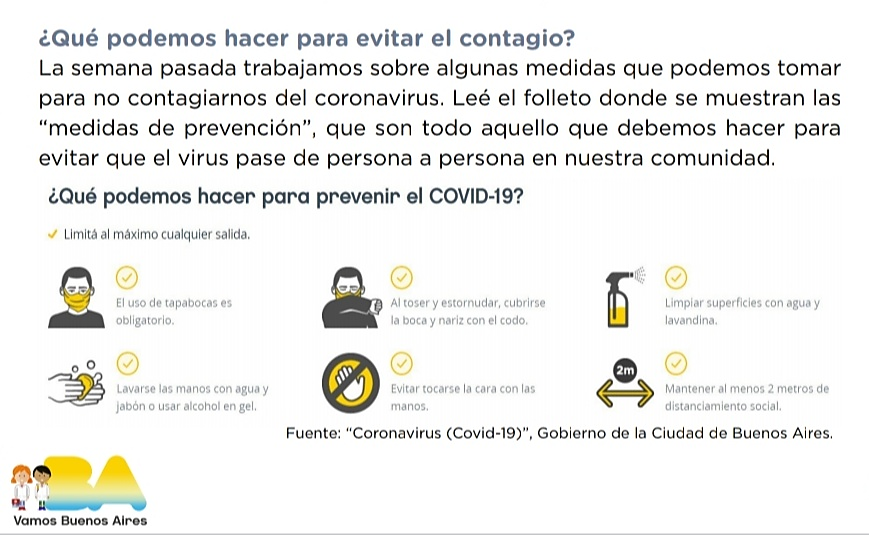 ¿Qué podemos hacer para evitar el contagio?
La semana pasada trabajamos sobre algunas medidas que podemos tomar
para no contagiarnos del coronavirus. Leé el folleto donde se muestran las
“medidas de prevención”, que son todo aquello que debemos hacer para
evitar que el virus pase de persona a persona en nuestra comunidad.
¿Qué podemos hacer para prevenir el COVID-19?
Limitá al máximo cualquier salida.
El uso de tapabocas es
obligatorio.
Al toser y estornudar, cubrirse
la boca y nariz con el codo.
Limpiar superficies con agua y
lavandina.
Lavarse las manos con agua y
jabón o usar alcohol en gel.
Evitar tocarse la cara con las
manos.
2m
Mantener al menos 2 metros de
distanciamiento social.
Fuente: “Coronavirus (Covid-19)”, Gobierno de la Ciudad de Buenos Aires.
BA
Vamos Buenos Aires